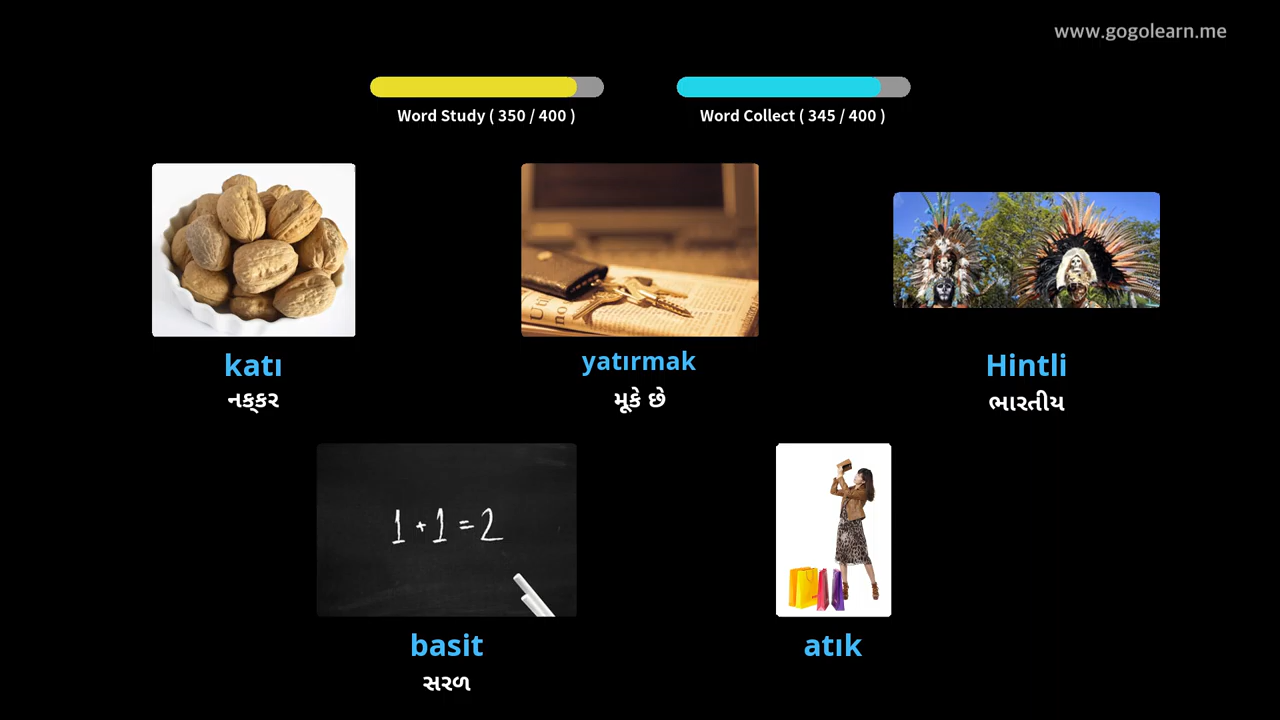 www.gogolearn.me
Word Study ( 350 / 400 )
Word Collect ( 345 / 400 )
katı
yatırmak
Hintli
નક્કર
મૂકે છે
ભારતીય
1 + 1 = 2
basit
atık
સરળ